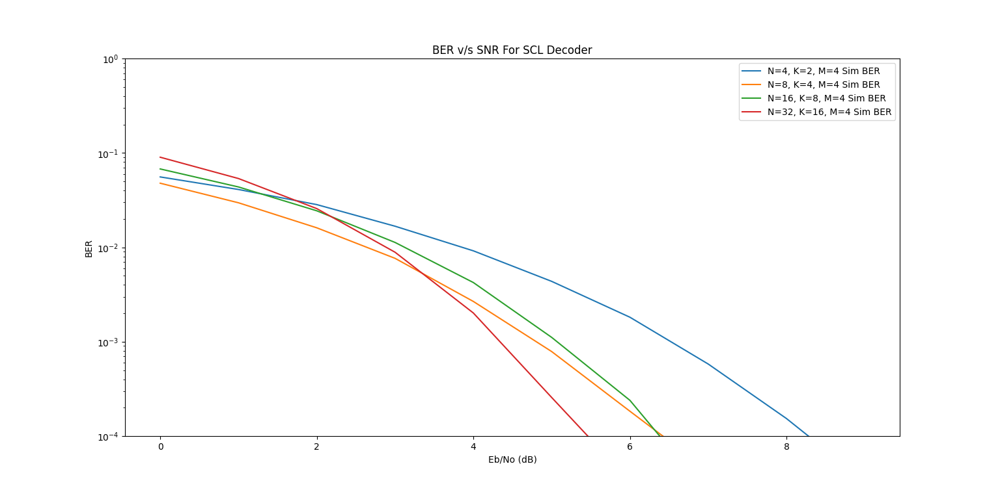 BER v/s SNR For SCL Decoder
10⁰
10⁻¹
10⁻²
10⁻³
10⁻⁴
BER
N=4, K=2, M=4 Sim BER
N=8, K=4, M=4 Sim BER
N=16, K=8, M=4 Sim BER
N=32, K=16, M=4 Sim BER
0 2 4 6 8
Eb/No (dB)